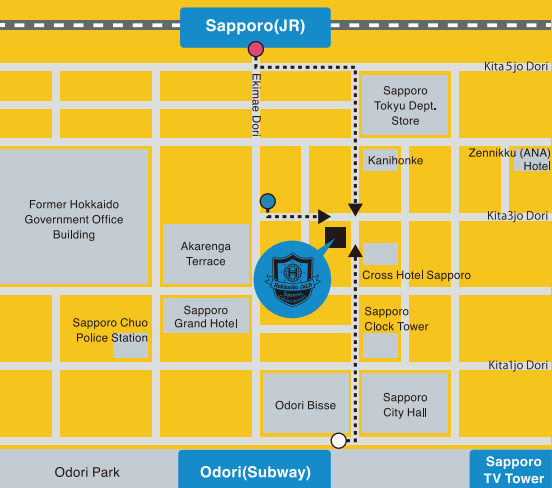 Sapporo(JR)
Kita5jo Dori
Ekimae Dori
Sapporo
Tokyu Dept.
Store
Kanihonke
Zennikku (ANA)
Hotel
Former Hokkaido
Government Office
Building
Kita3jo Dori
Akarenga
Terrace
H
Hokkaido JaLS
Cross Hotel Sapporo
Sapporo Chuo
Police Station
Sapporo
Grand Hotel
Sapporo
Clock Tower
Kita1jo Dori
Odori Bisse
Sapporo
City Hall
Odori Park
Odori(Subway)
Sapporo
TV Tower